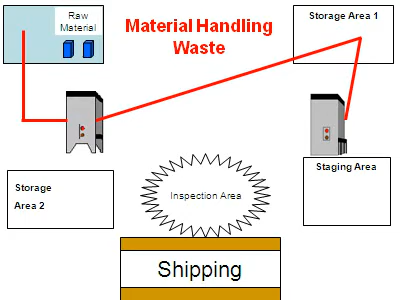 Raw
Material
Material Handling
Waste
Storage Area 1
Staging Area
Storage
Area 2
Inspection Area
Shipping